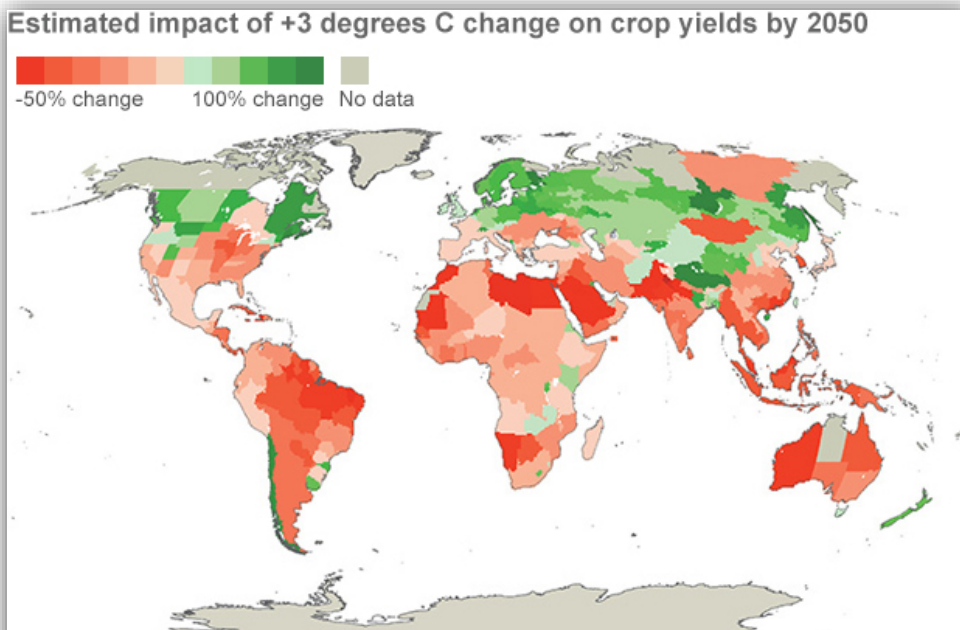 Estimated impact of +3 degrees C change on crop yields by 2050
-50% change 100% change No data